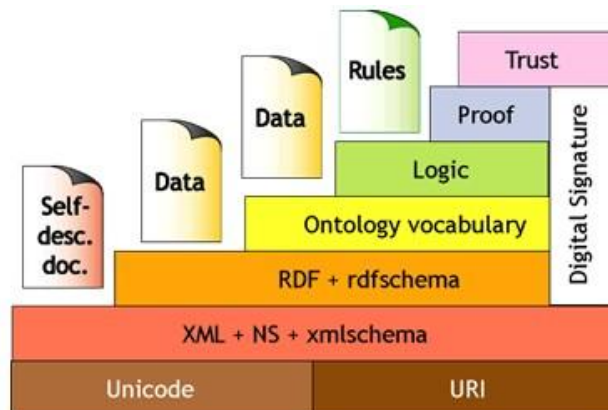 Rules
Trust
Data
Proof
Data
Logic
Digital Signature
Self-
desc.
doc.
Ontology vocabulary
RDF + rdfschema
XML + NS + xmlschema
Unicode
URI